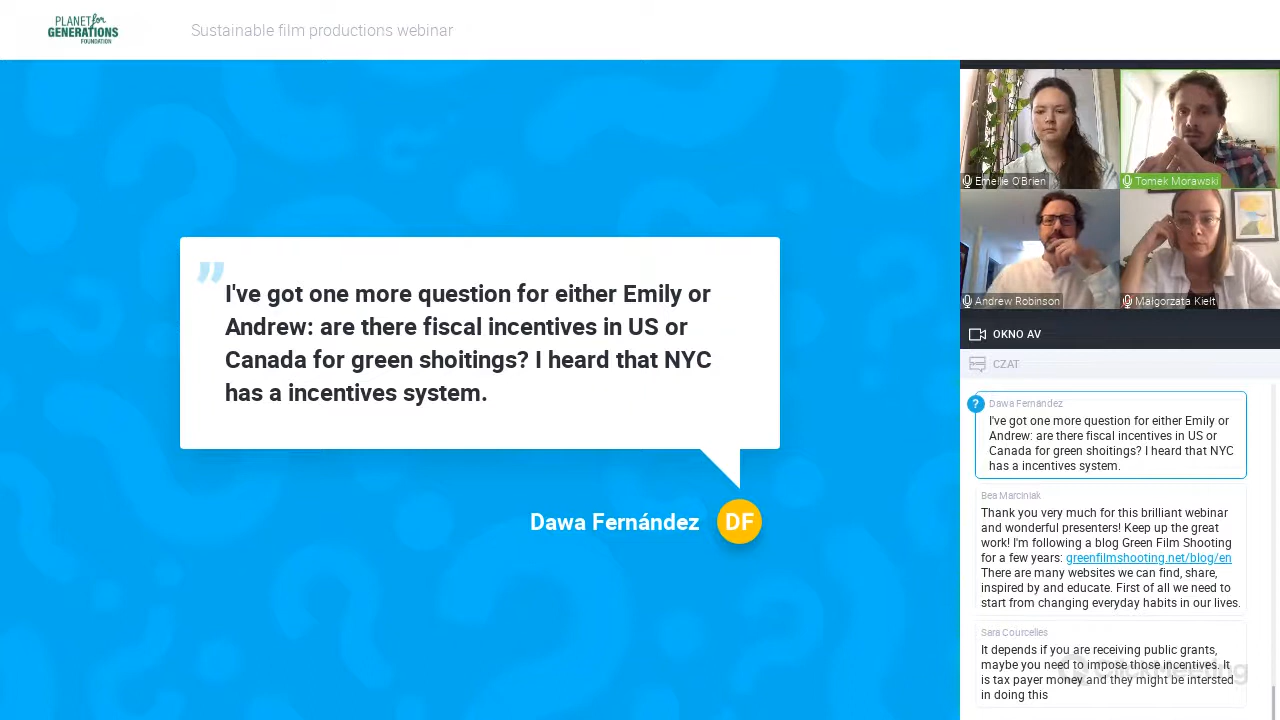 PLANET for
GENERATIONS
FOUNDATION
Sustainable film productions webinar
”
I've got one more question for either Emily or
Andrew: are there fiscal incentives in US or
Canada for green shoitings? I heard that NYC
has a incentives system.
Dawa Fernández
DF
Emellie O'Brien
Tomek Morawski
Andrew Robinson
Małgorzata Kiełt
OKNO AV
CZAT
?
Dawa Fernández
I've got one more question for either Emily or
Andrew: are there fiscal incentives in US or
Canada for green shoitings? I heard that NYC
has a incentives system.
Bea Marciniak
Thank you very much for this brilliant webinar
and wonderful presenters! Keep up the great
work! I'm following a blog Green Film Shooting
for a few years: greenfilmshooting.net/blog/en
There are many websites we can find, share,
inspired by and educate. First of all we need to
start from changing everyday habits in our lives.
Sara Courcelles
It depends if you are receiving public grants,
maybe you need to impose those incentives. It
is tax payer money and they might be intersted
in doing this
ClickMeeting